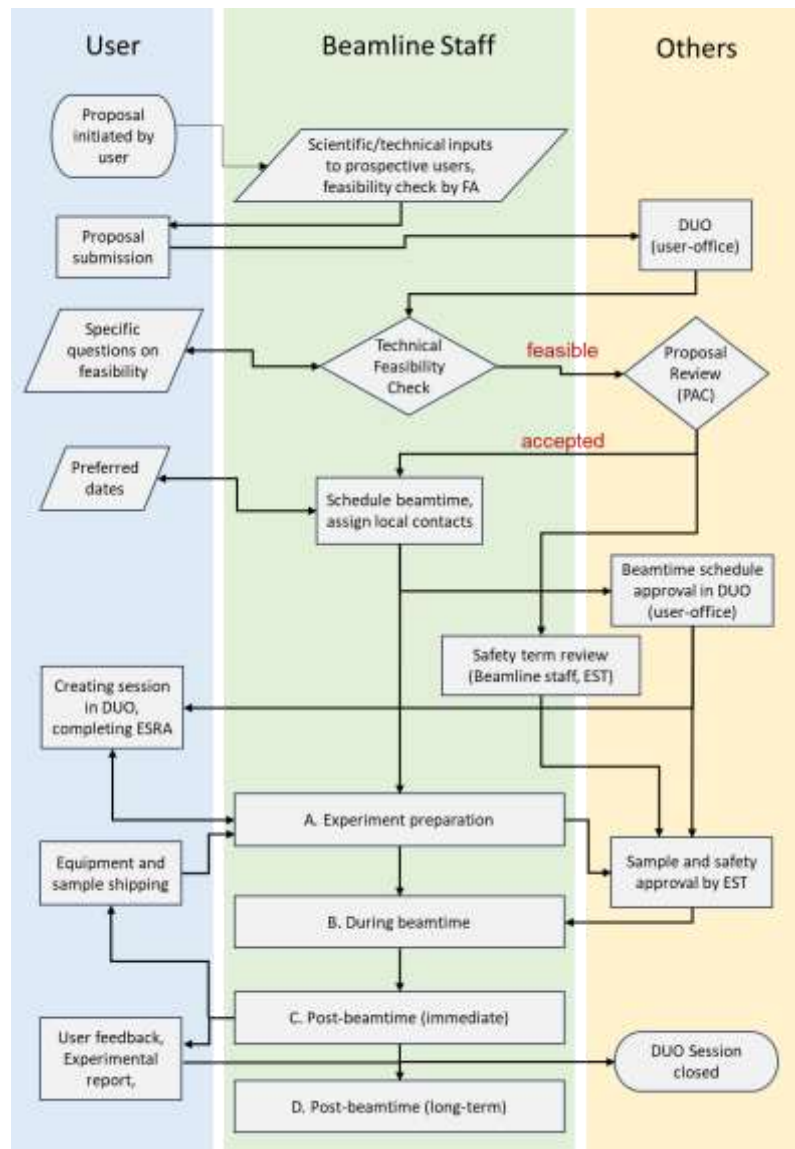 User
Beamline Staff
Others
Proposal
initiated by
user
Scientific/technical inputs
to prospective users,
feasibility check by FA
Proposal
submission
DUO
(user-office)
Specific
questions on
feasibility
Technical
Feasibility
Check
feasible
Proposal
Review
(PAC)
accepted
Preferred
dates
Schedule beamtime,
assign local contacts
Beamtime schedule
approval in DUO
(user-office)
Safety term review
(Beamline staff, EST)
Creating session
in DUO,
completing ESRA
A. Experiment preparation
Equipment and
sample shipping
Sample and safety
approval by EST
B. During beamtime
C. Post-beamtime (immediate)
User feedback,
Experimental
report,
DUO Session
closed
D. Post-beamtime (long-term)